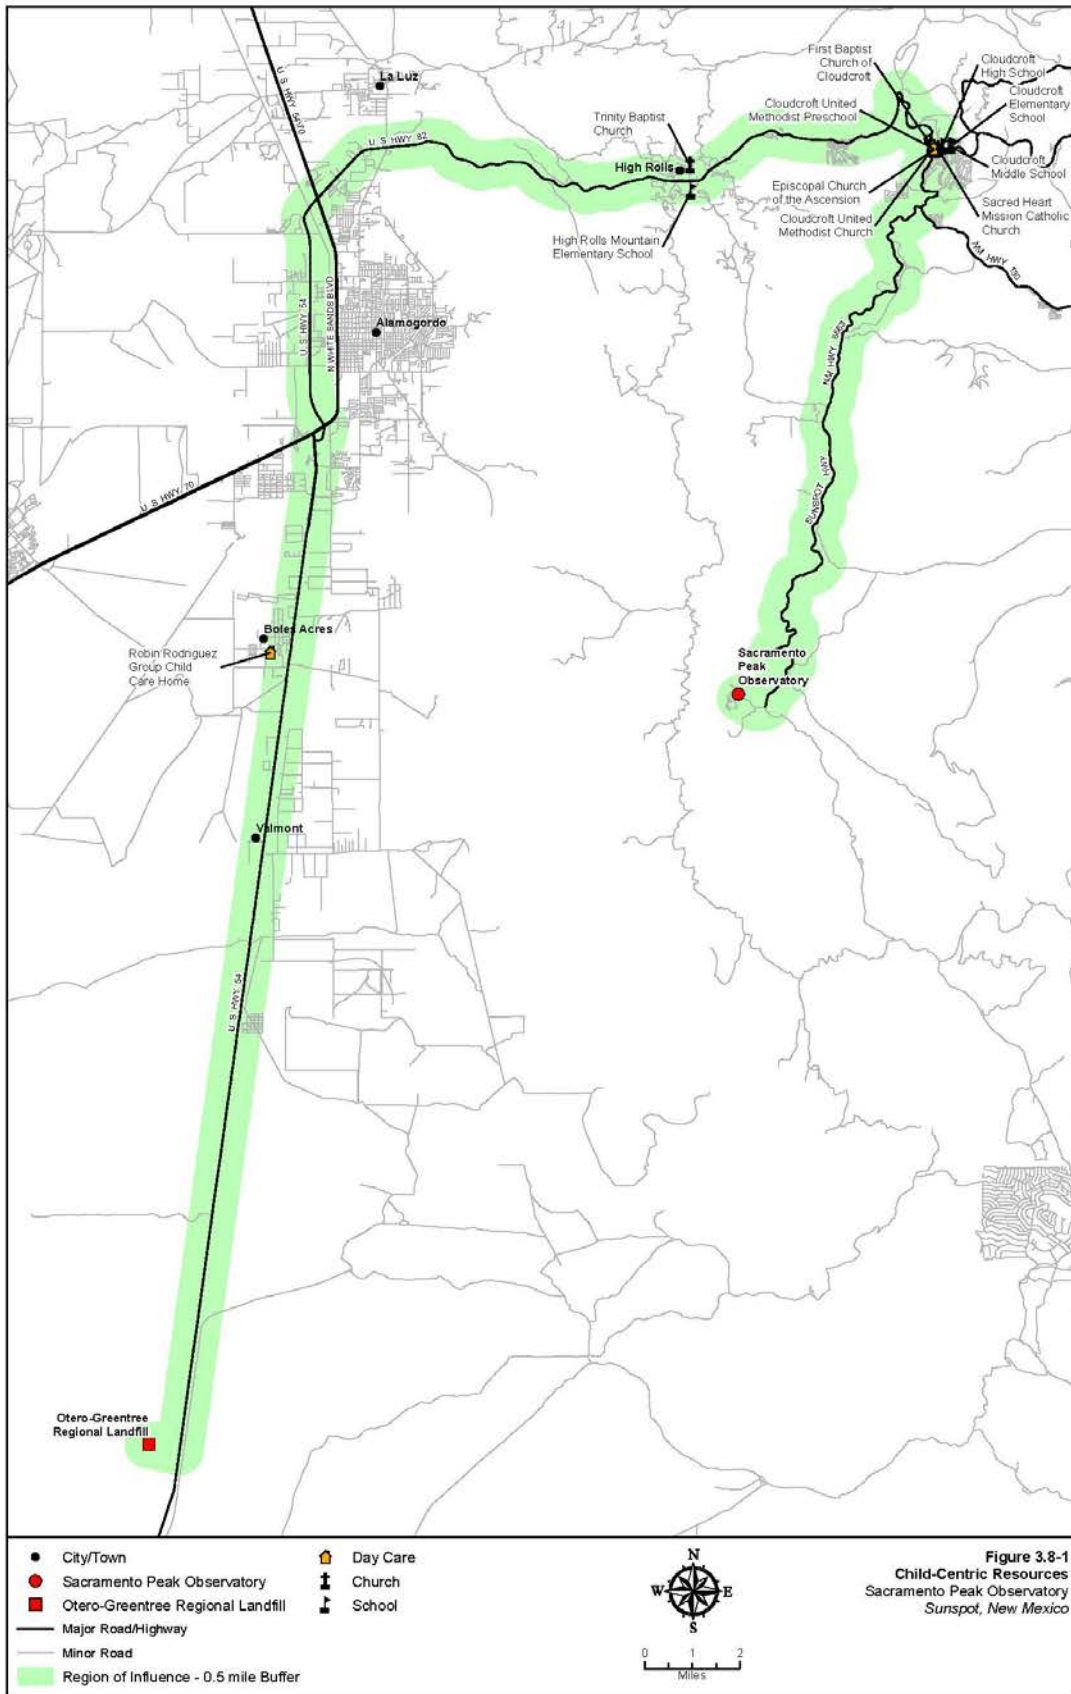 U S HWY 54/70
La Luz
U S HWY 82
Trinity Baptist
Church
High Rolls
High Rolls Mountain
Elementary School
First Baptist
Church of
Cloudcroft
Cloudcroft United
Methodist Preschool
Episcopal Church
of the Ascension
Cloudcroft United
Methodist Church
Cloudcroft
High School
Cloudcroft
Elementary
School
Cloudcroft
Middle School
Sacred Heart
Mission Catholic
Church
NM HWY 130
U S HWY 54
N WHITE SANDS BLVD
Alamogordo
NM HWY 6563
U S HWY 70
SUNSPOT HWY
Boles Acres
Robin Rodriguez
Group Child
Care Home
Sacramento
Peak
Observatory
Valmont
U S HWY 54
Otero-Greentree
Regional Landfill
City/Town
Sacramento Peak Observatory
Otero-Greentree Regional Landfill
Major Road/Highway
Minor Road
Region of Influence - 0.5 mile Buffer
Day Care
Church
School
N
W E
S
0 1 2
Miles
Figure 3.8-1
Child-Centric Resources
Sacramento Peak Observatory
Sunspot, New Mexico